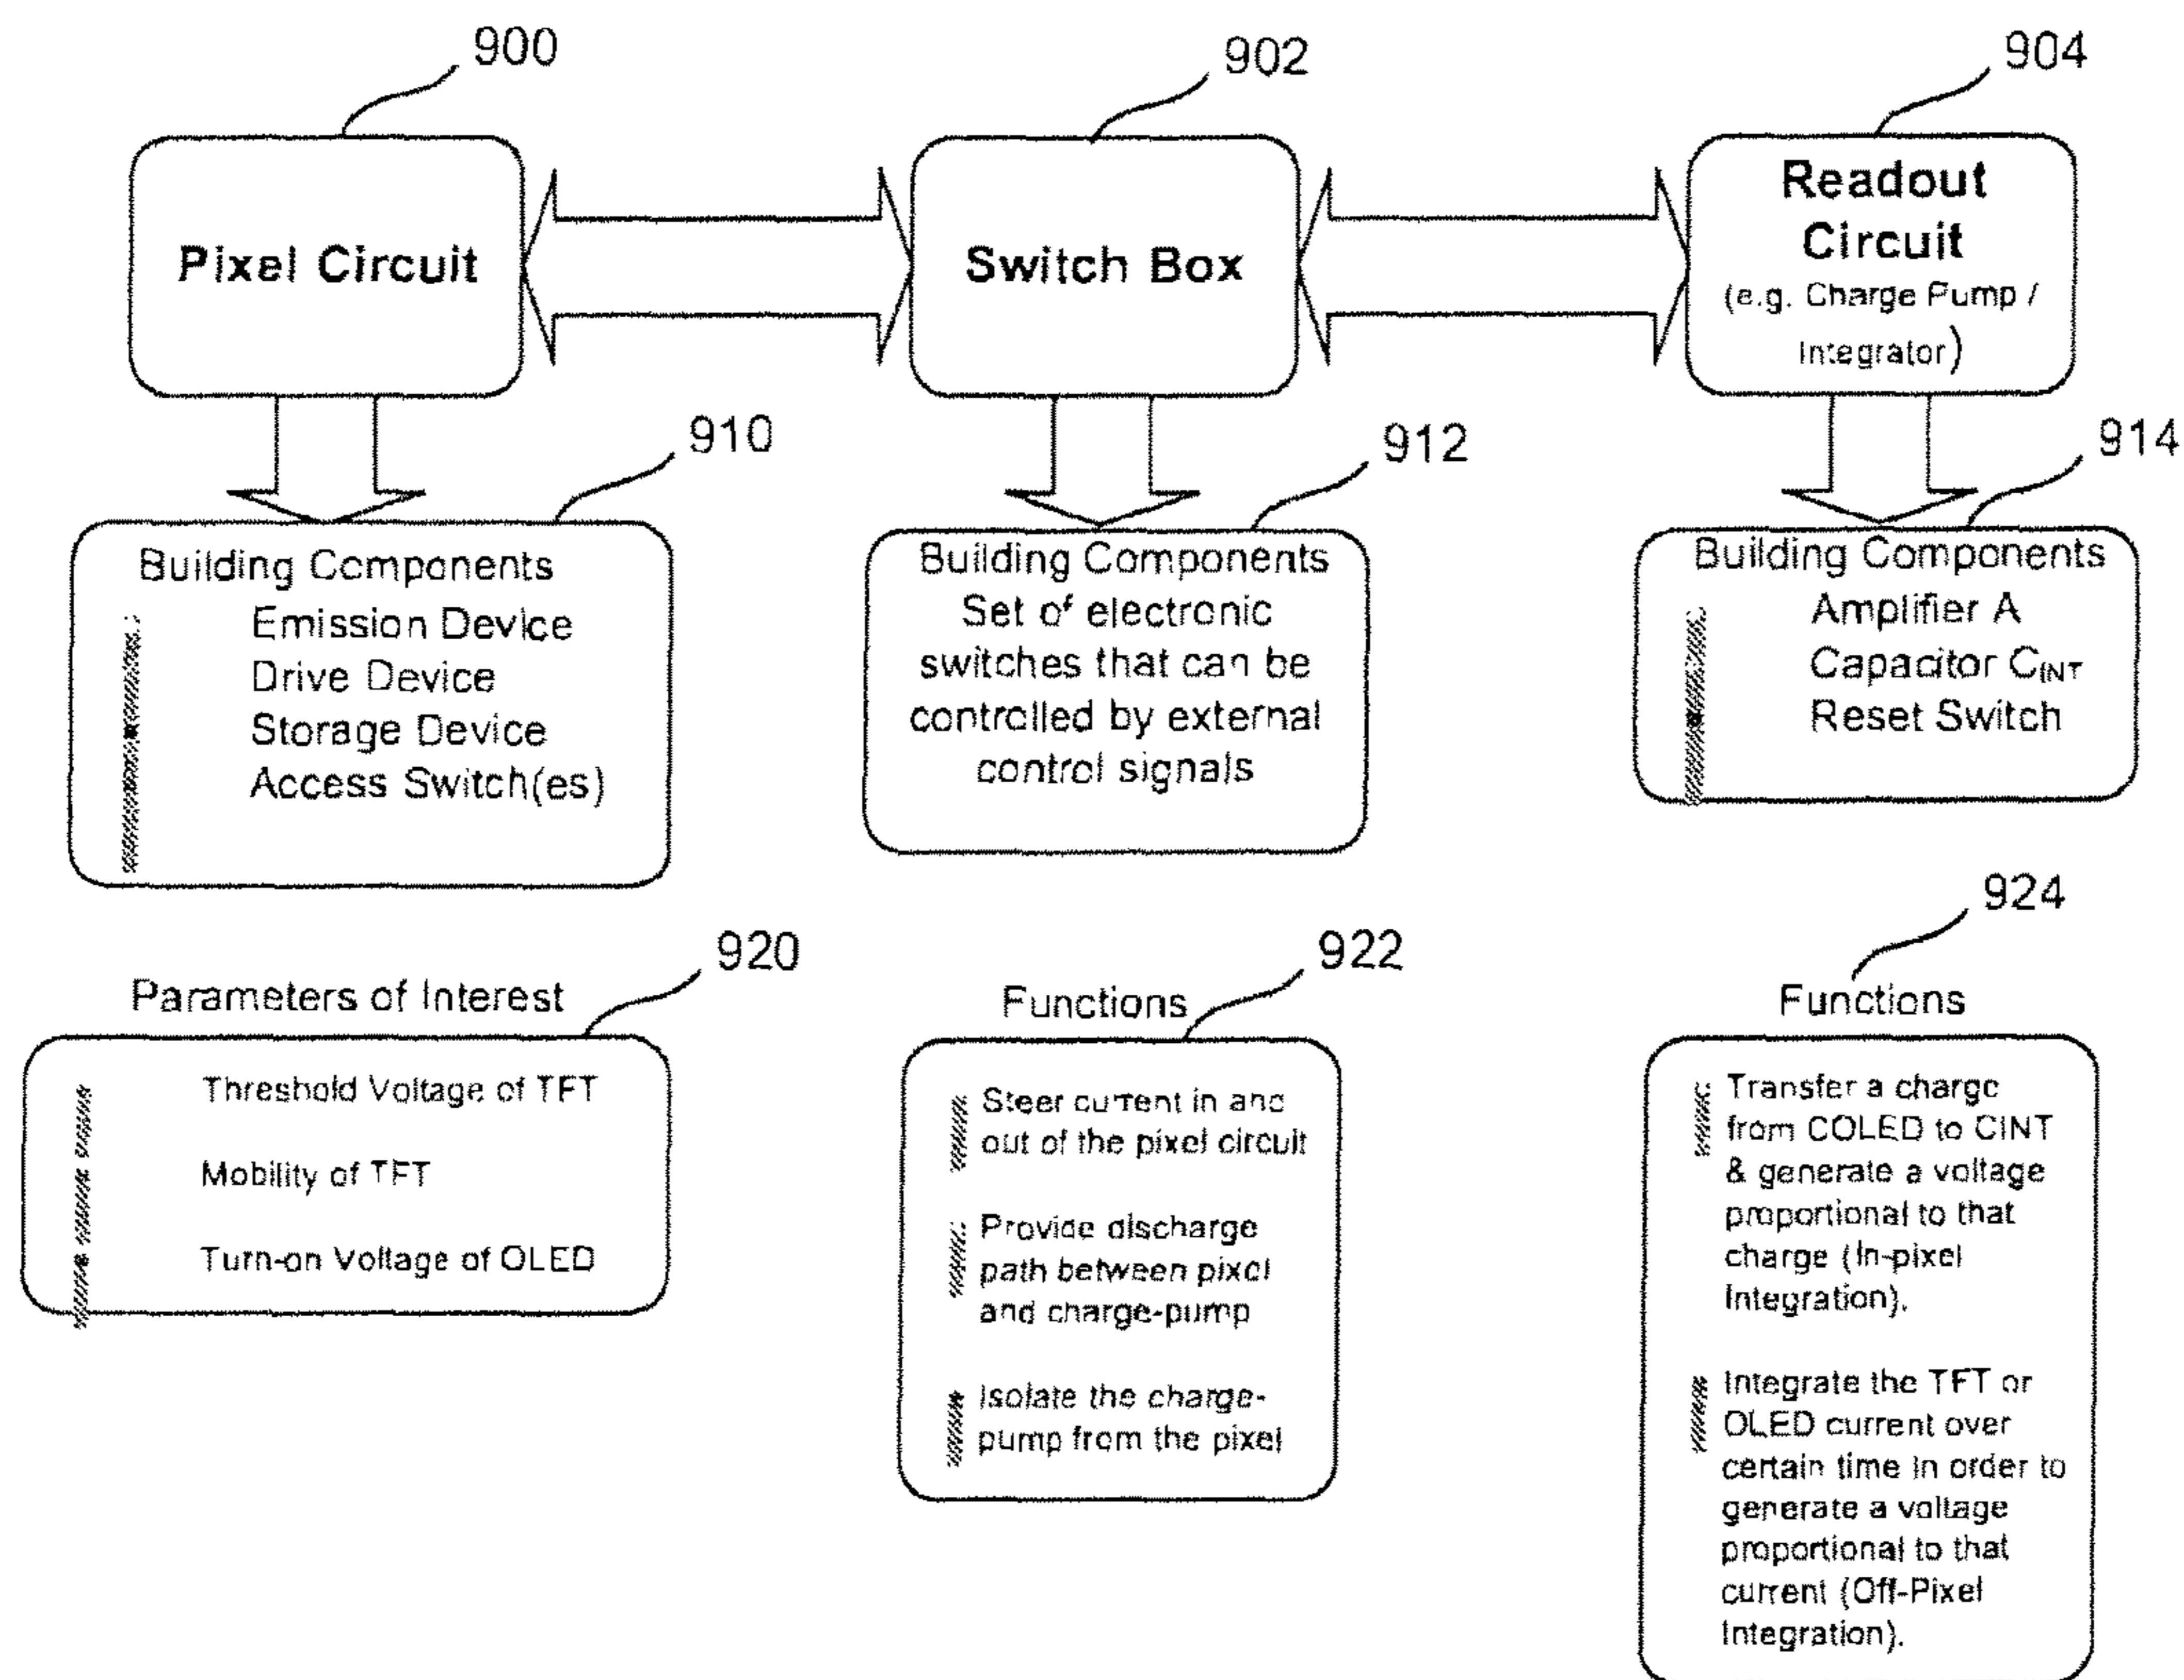 900
902
904
Pixel Circuit
Switch Box
Readout
Circuit
(e.g. Charge Pump /
Integrator)
910
912
914
Building Components
Emission Device
Drive Device
Storage Device
Access Switch(es)
Building Components
Set of electronic
switches that can be
controlled by external
control signals
Building Components
Amplifier A
Capacitor CINT
Reset Switch
920
922
924
Parameters of Interest
Threshold Voltage of TFT
Mobility of TFT
Turn-on Voltage of OLED
Functions
Steer current in and
out of the pixel circuit
Provide discharge
path between pixel
and charge-pump
Isolate the charge-
pump from the pixel
Functions
Transfer a charge
from COLED to CINT
& generate a voltage
proportional to that
charge (In-pixel
Integration).
Integrate the TFT or
OLED current over
certain time in order to
generate a voltage
proportional to that
current (Off-Pixel
Integration).